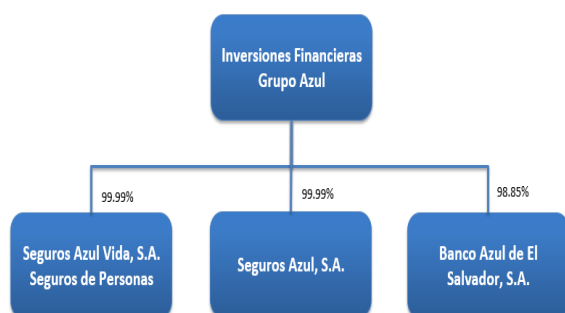 Inversiones Financieras
Grupo Azul
99.99%
99.99%
98.85%
Seguros Azul Vida, S.A.
Seguros de Personas
Seguros Azul, S.A.
Banco Azul de El
Salvador, S.A.